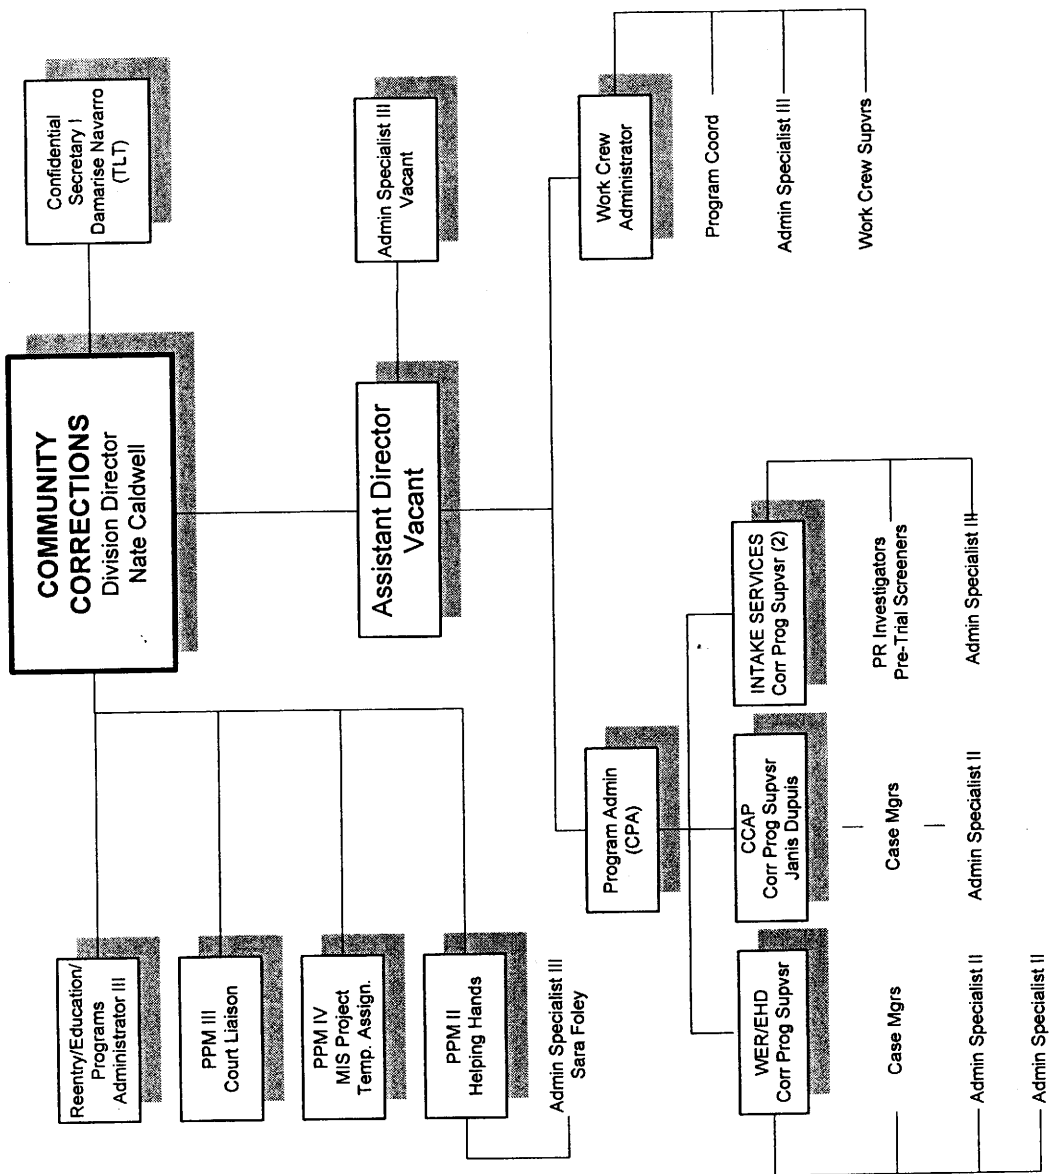 COMMUNITY
CORRECTIONS
Division Director
Nate Caldwell
Confidential
Secretary I
Damarise Navarro
(TLT)
Reentry/Education/
Programs
Administrator III
PPM III
Court Liaison
PPM IV
MIS Project
Temp. Assign.
PPM II
Helping Hands
Admin Specialist III
Sara Foley
Assistant Director
Vacant
Admin Specialist III
Vacant
Program Admin
(CPA)
Work Crew
Administrator
Program Coord
Admin Specialist III
Work Crew Supvrs
WER/EHD
Corr Prog Supvsr
Case Mgrs
Admin Specialist II
Admin Specialist II
CCAP
Corr Prog Supvsr
Janis Dupuis
Case Mgrs
Admin Specialist II
INTAKE SERVICES
Corr Prog Supvsr (2)
PR Investigators
Pre-Trial Screeners
Admin Specialist III